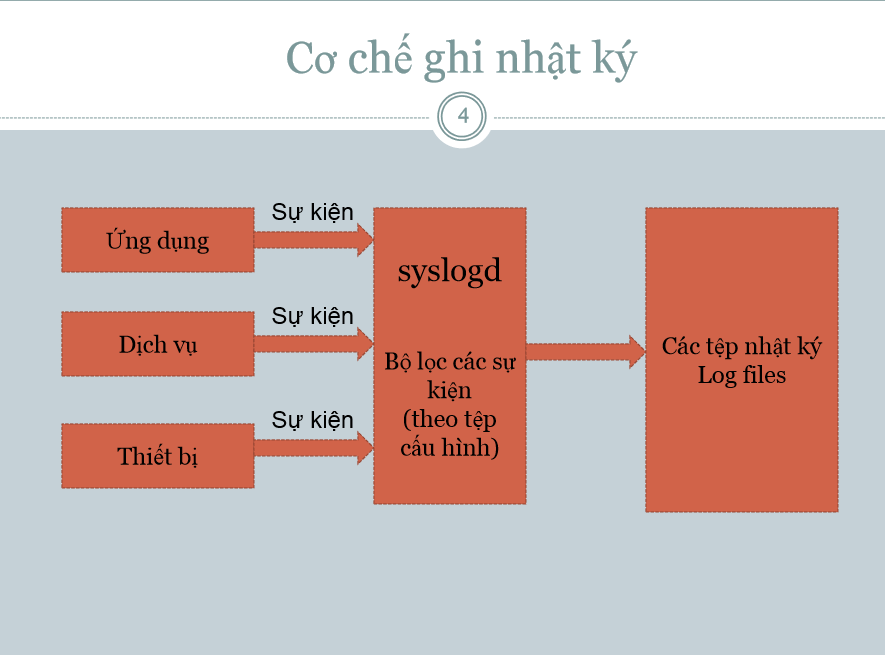 Cơ chế ghi nhật ký
4
Ứng dụng
Sự kiện
Dịch vụ
Sự kiện
Thiết bị
Sự kiện
syslogd
Bộ lọc các sự
kiện
(theo tệp
cấu hình)
Các tệp nhật ký
Log files